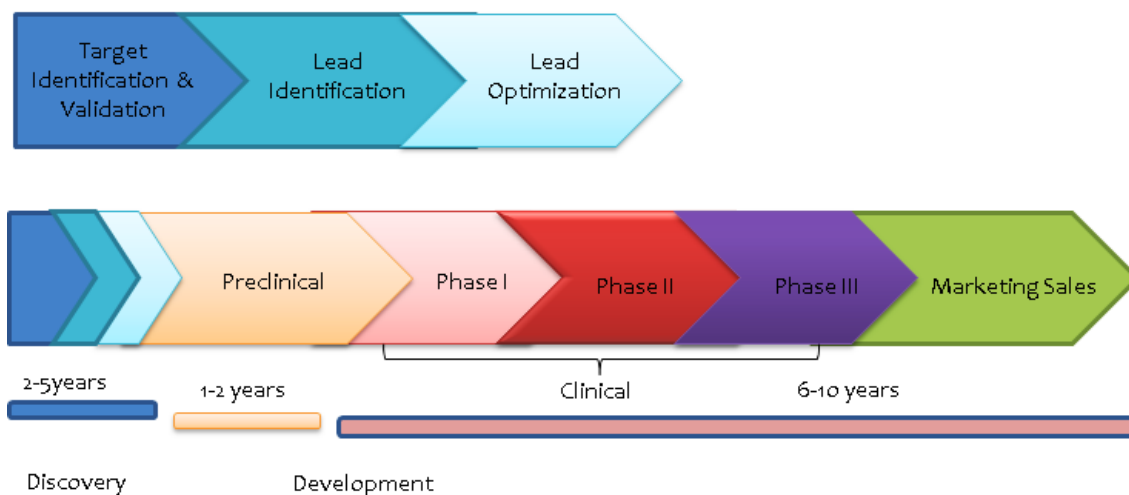 Target
Identification &
Validation
Lead
Identification
Lead
Optimization
Preclinical
Phase I
Phase II
Phase III
Marketing Sales
2-5years
1-2 years
Clinical
6-10 years
Discovery
Development